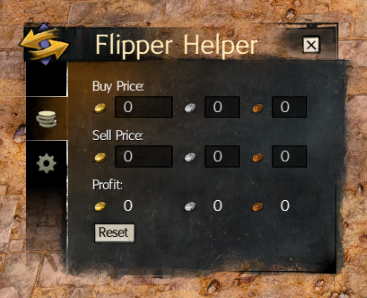 Flipper Helper
Buy Price:
0 0 0
Sell Price:
0 0 0
Profit:
0 0 0
Reset